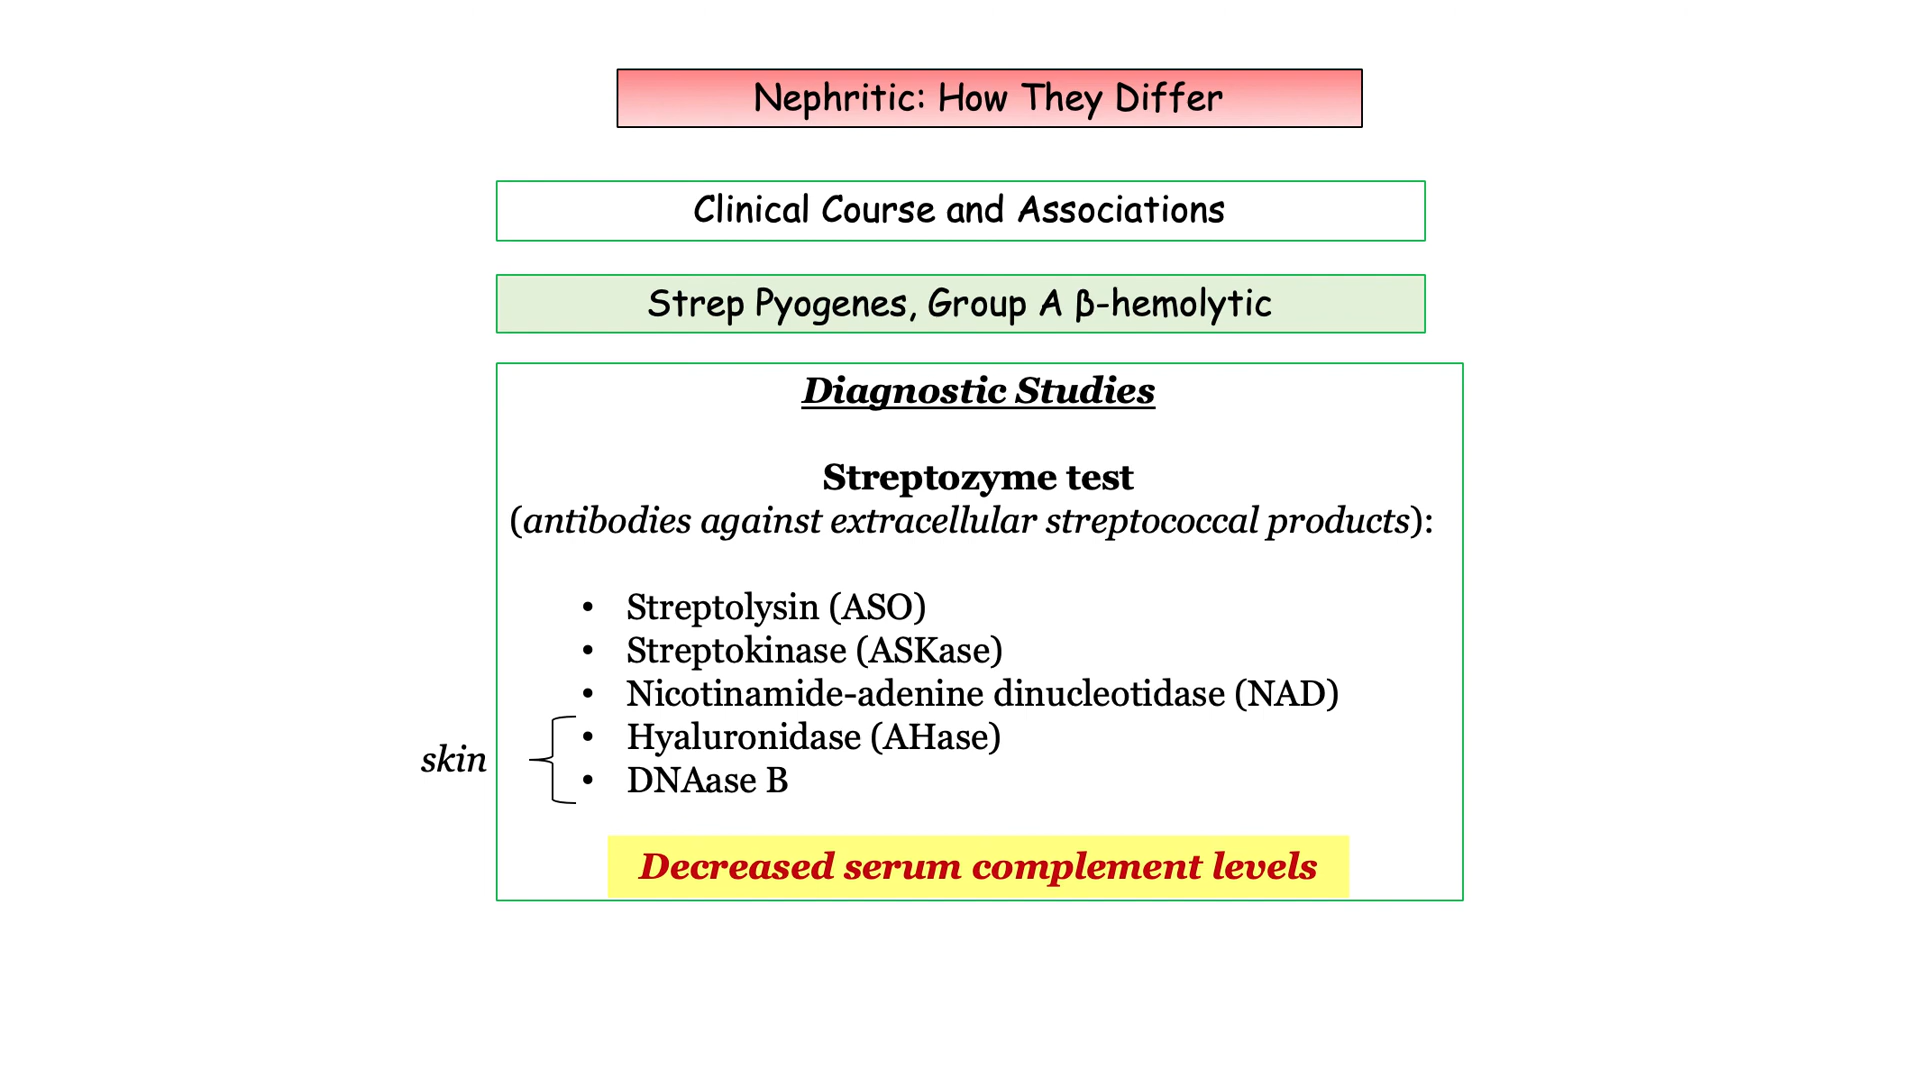 Nephritic: How They Differ
Clinical Course and Associations
Strep Pyogenes, Group A β-hemolytic
Diagnostic Studies
Streptozyme test
(antibodies against extracellular streptococcal products):
• Streptolysin (ASO)
• Streptokinase (ASKase)
• Nicotinamide-adenine dinucleotidase (NAD)
• Hyaluronidase (AHase)
skin
• DNAase B
Decreased serum complement levels